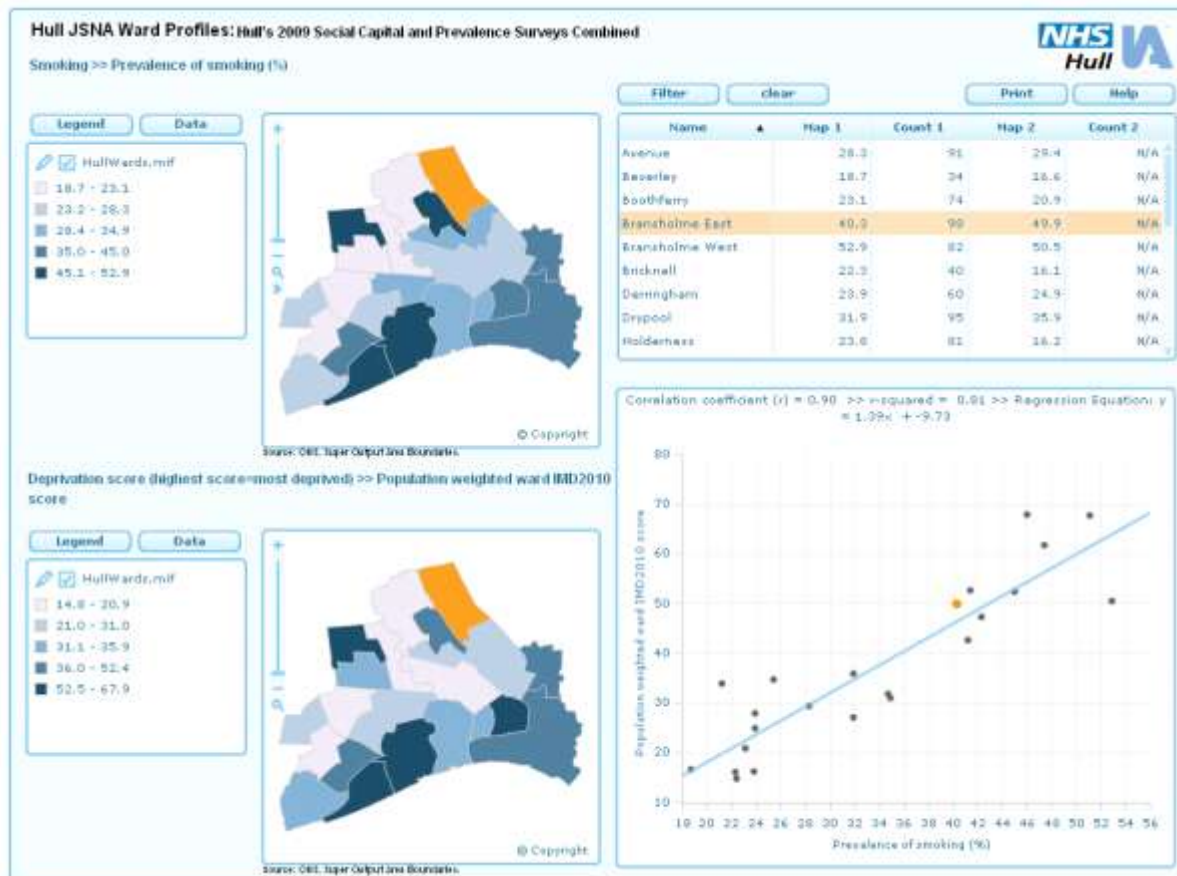 Hull JSNA Ward Profiles: Hull's 2009 Social Capital and Prevalence Surveys Combined
NHS
Hull
IA
Smoking >> Prevalence of smoking (%)
Filter clear Print Help
Legend Data
HullWards.mif
18.7 - 23.1
23.2 - 28.3
28.4 - 34.9
35.0 - 45.0
45.1 - 52.9
© Copyright
Source: ONS, Super Output Area Boundaries.
Name ▲ Map 1 Count 1 Map 2 Count 2
Avenue 28.3 91 29.4 N/A
Beverley 18.7 34 16.6 N/A
Boothferry 23.1 74 20.9 N/A
Bransholme East 40.3 98 49.9 N/A
Bransholme West 52.9 82 50.5 N/A
Bricknell 22.3 40 16.1 N/A
Derringham 23.9 60 24.9 N/A
Drypool 31.9 95 35.9 N/A
Holderness 23.8 81 16.2 N/A
Deprivation score (highest score=most deprived) >> Population weighted ward IMD2010
score
Legend Data
HullWards.mif
14.8 - 20.9
21.0 - 31.0
31.1 - 35.9
36.0 - 52.4
52.5 - 67.9
© Copyright
Source: ONS, Super Output Area Boundaries.
Correlation coefficient (r) = 0.90 >> r-squared = 0.81 >> Regression Equation: y
= 1.39x + -9.73
Population weighted ward IMD2010 score
80
70
60
50
40
30
20
10
18 20 22 24 26 28 30 32 34 36 38 40 42 44 46 48 50 52 54 56
Prevalence of smoking (%)